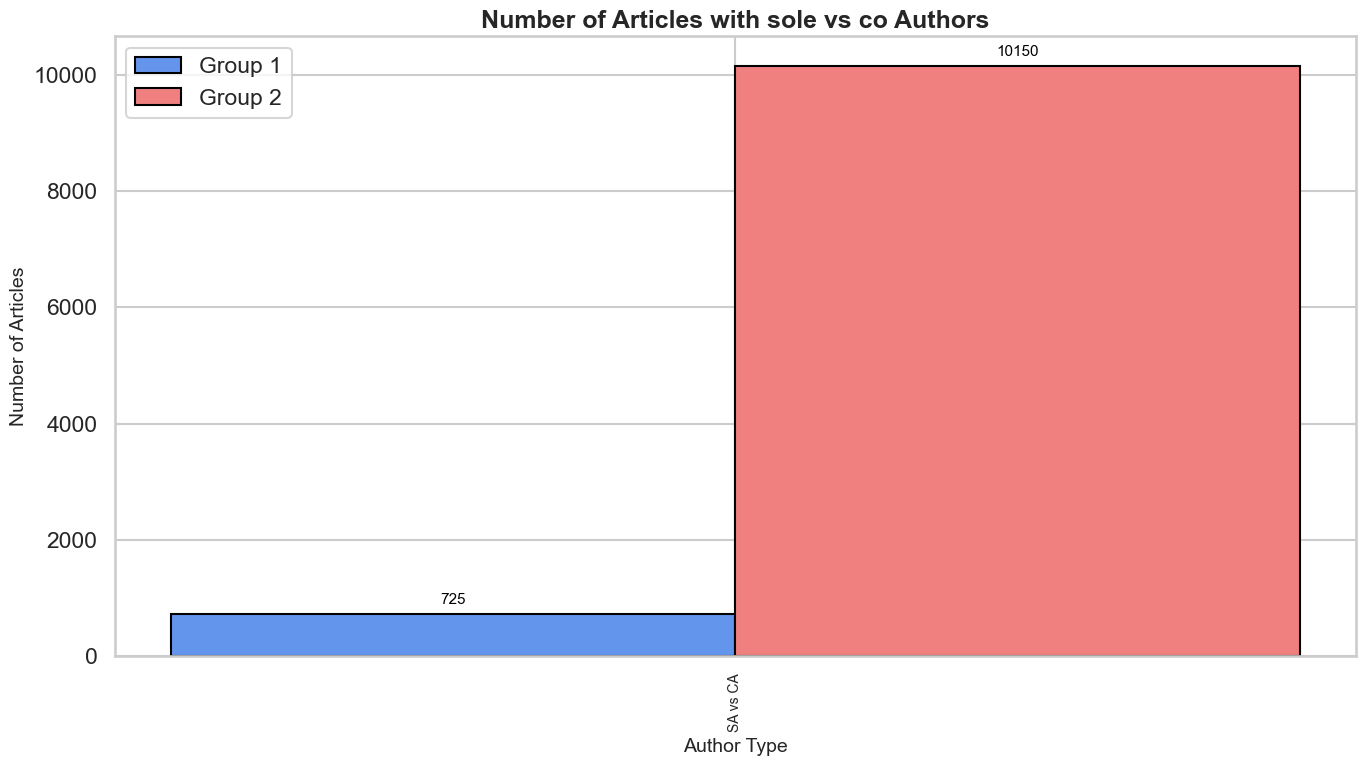 Number of Articles with sole vs co Authors
Group 1
Group 2
10150
725
10000
8000
6000
4000
2000
0
Number of Articles
SA vs CA
Author Type